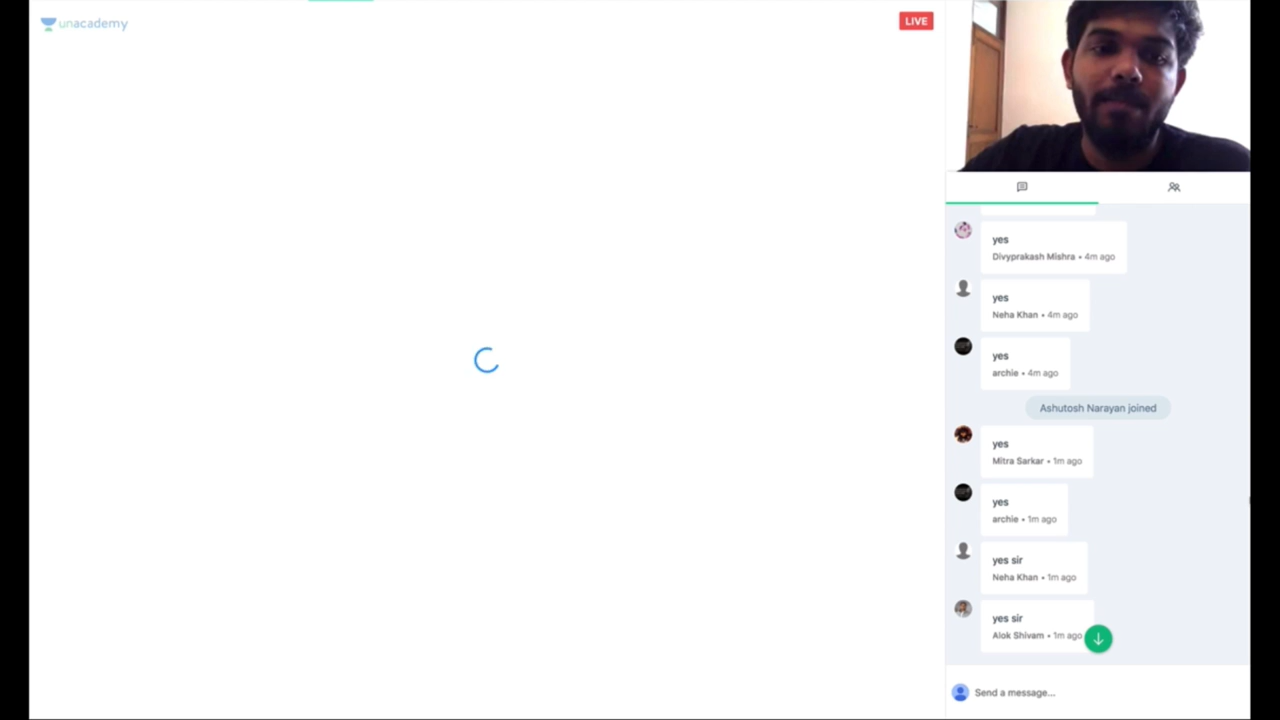 unacademy
LIVE
yes
Divyprakash Mishra • 4m ago
yes
Neha Khan • 4m ago
yes
archie • 4m ago
Ashutosh Narayan joined
yes
Mitra Sarkar • 1m ago
yes
archie • 1m ago
yes sir
Neha Khan • 1m ago
yes sir
Alok Shivam • 1m ago
Send a message...